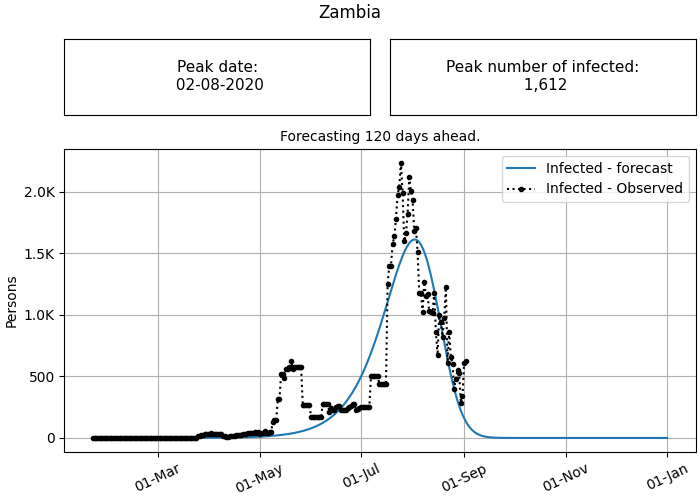 Zambia
Peak date:
02-08-2020
Peak number of infected:
1,612
Forecasting 120 days ahead.
Infected - forecast
Infected - Observed
Persons
2.0K
1.5K
1.0K
500
0
01-Mar
01-May
01-Jul
01-Sep
01-Nov
01-Jan